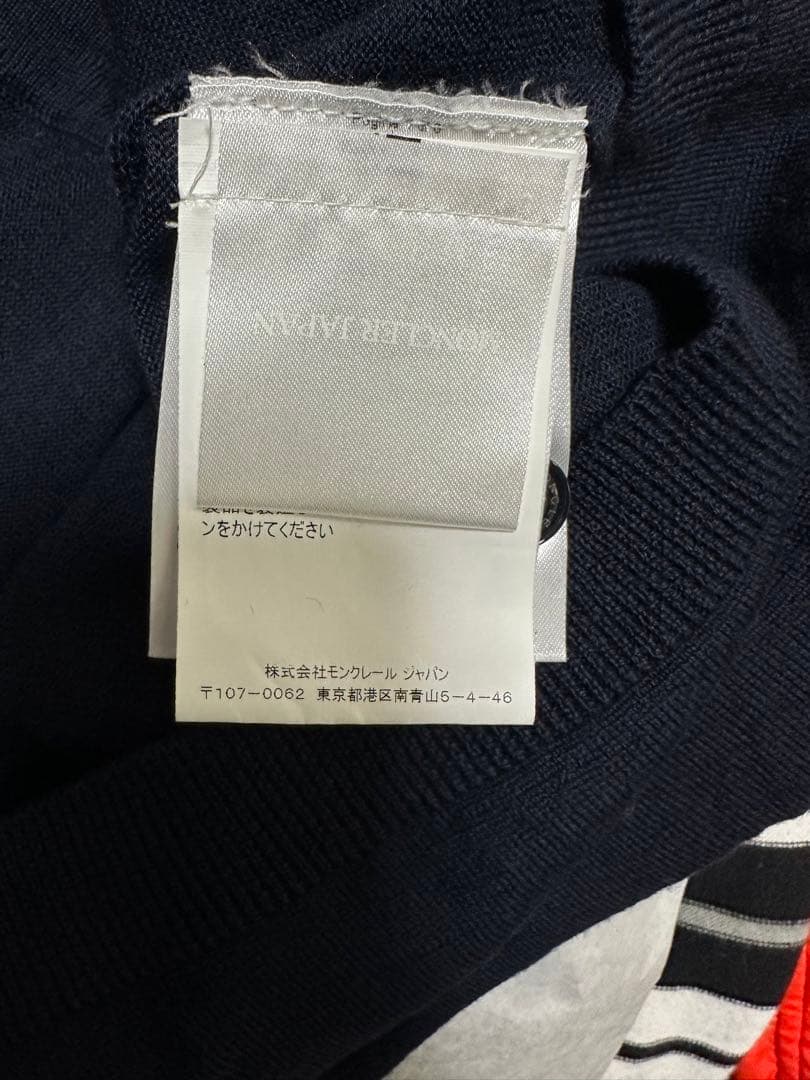 MONCLER JAPAN
ンをかけてください
株式会社モンクレール ジャパン
〒107-0062 東京都港区南青山5-4-46